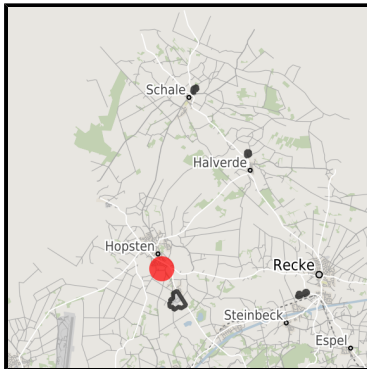 Schale
Halverde
Hopsten
Recke
Steinbeck
Espel